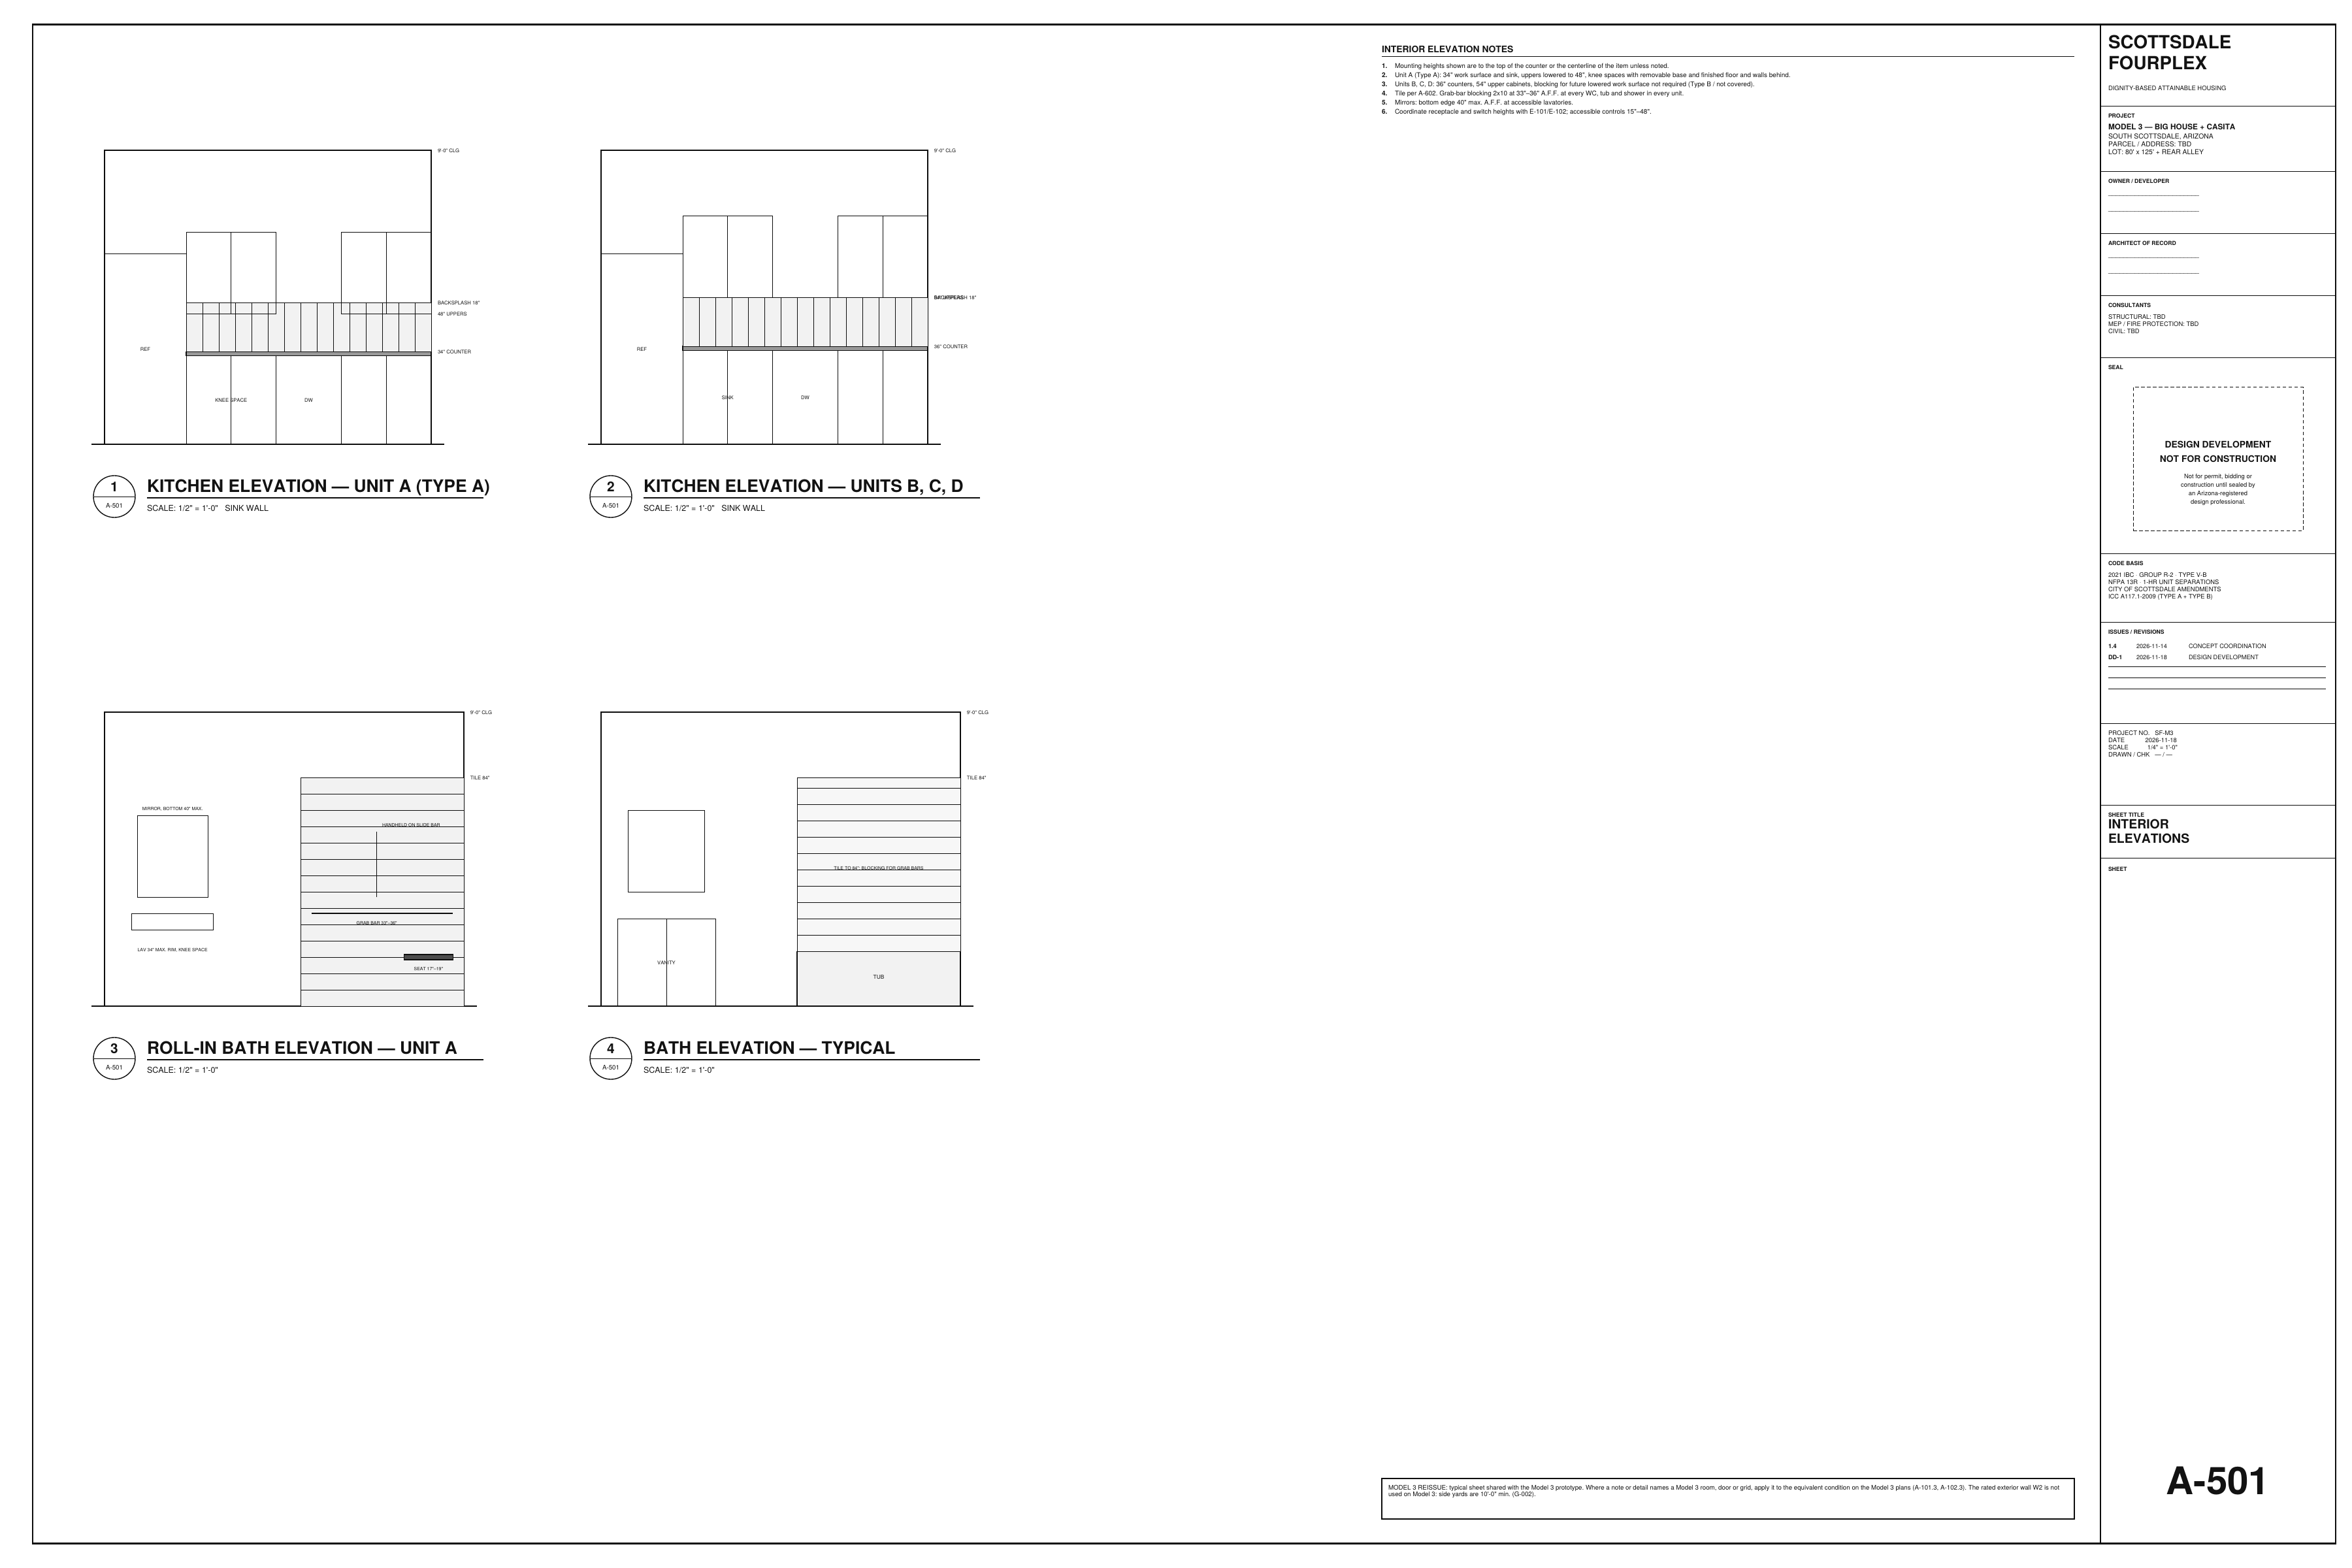 INTERIOR ELEVATION NOTES
1. Mounting heights shown are to the top of the counter or the centerline of the item unless noted.
2. Unit A (Type A): 34" work surface and sink, uppers lowered to 48", knee spaces with removable base and finished floor and walls behind.
3. Units B, C, D: 36" counters, 54" upper cabinets, blocking for future lowered work surface not required (Type B / not covered).
4. Tile per A-602. Grab-bar blocking 2x10 at 33"–36" A.F.F. at every WC, tub and shower in every unit.
5. Mirrors: bottom edge 40" max. A.F.F. at accessible lavatories.
6. Coordinate receptacle and switch heights with E-101/E-102; accessible controls 15"–48".
9'-0" CLG
BACKSPLASH 18"
48" UPPERS
34" COUNTER
REF
KNEE SPACE
DW
1
A-501
KITCHEN ELEVATION — UNIT A (TYPE A)
SCALE: 1/2" = 1'-0" SINK WALL
9'-0" CLG
BACKSPLASH 18"
36" COUNTER
REF
SINK
DW
2
A-501
KITCHEN ELEVATION — UNITS B, C, D
SCALE: 1/2" = 1'-0" SINK WALL
9'-0" CLG
TILE 84"
MIRROR, BOTTOM 40" MAX.
HANDHELD ON SLIDE BAR
GRAB BAR 33"–36"
LAV 34" MAX. RIM, KNEE SPACE
SEAT 17"–19"
3
A-501
ROLL-IN BATH ELEVATION — UNIT A
SCALE: 1/2" = 1'-0"
9'-0" CLG
TILE 84"
TILE TO 84"; BLOCKING FOR GRAB BARS
VANITY
TUB
4
A-501
BATH ELEVATION — TYPICAL
SCALE: 1/2" = 1'-0"
MODEL 3 REISSUE: typical sheet shared with the Model 3 prototype. Where a note or detail names a Model 3 room, door or grid, apply it to the equivalent condition on the Model 3 plans (A-101.3, A-102.3). The rated exterior wall W2 is not
used on Model 3: side yards are 10'-0" min. (G-002).
SCOTTSDALE
FOURPLEX
DIGNITY-BASED ATTAINABLE HOUSING
PROJECT
MODEL 3 — BIG HOUSE + CASITA
SOUTH SCOTTSDALE, ARIZONA
PARCEL / ADDRESS: TBD
LOT: 80' x 125' + REAR ALLEY
OWNER / DEVELOPER
ARCHITECT OF RECORD
CONSULTANTS
STRUCTURAL: TBD
MEP / FIRE PROTECTION: TBD
CIVIL: TBD
SEAL
DESIGN DEVELOPMENT
NOT FOR CONSTRUCTION
Not for permit, bidding or
construction until sealed by
an Arizona-registered
design professional.
CODE BASIS
2021 IBC · GROUP R-2 · TYPE V-B
NFPA 13R · 1-HR UNIT SEPARATIONS
CITY OF SCOTTSDALE AMENDMENTS
ICC A117.1-2009 (TYPE A + TYPE B)
ISSUES / REVISIONS
1.4 2026-11-14 CONCEPT COORDINATION
DD-1 2026-11-18 DESIGN DEVELOPMENT
PROJECT NO. SF-M3
DATE 2026-11-18
SCALE 1/4" = 1'-0"
DRAWN / CHK — / —
SHEET TITLE
INTERIOR
ELEVATIONS
SHEET
A-501